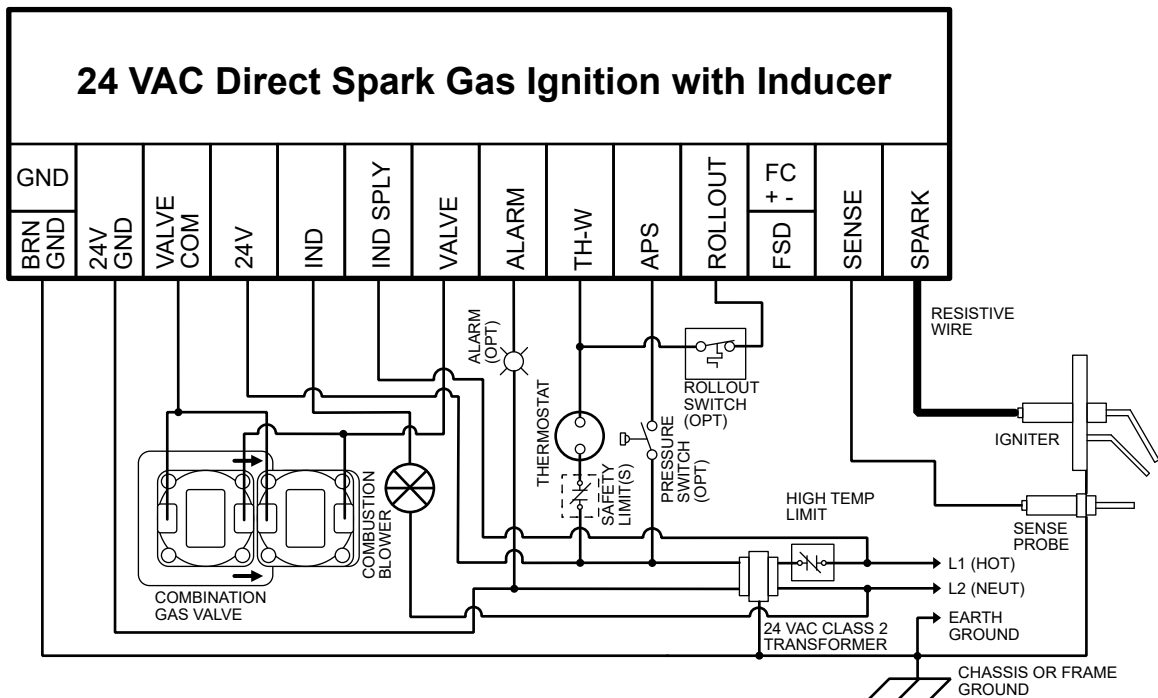 24 VAC Direct Spark Gas Ignition with Inducer
GND
BRN
GND
24V
GND
VALVE
COM
24V
IND
IND SPLY
VALVE
ALARM
TH-W
APS
ROLLOUT
FC
+ -
FSD
SENSE
SPARK
RESISTIVE
WIRE
ALARM
(OPT)
ROLLOUT
SWITCH
(OPT)
THERMOSTAT
PRESSURE
SWITCH
(OPT)
SAFETY
LIMIT(S)
IGNITER
COMBUSTION
BLOWER
HIGH TEMP
LIMIT
SENSE
PROBE
L1 (HOT)
L2 (NEUT)
COMBINATION
GAS VALVE
24 VAC CLASS 2
TRANSFORMER
EARTH
GROUND
CHASSIS OR FRAME
GROUND